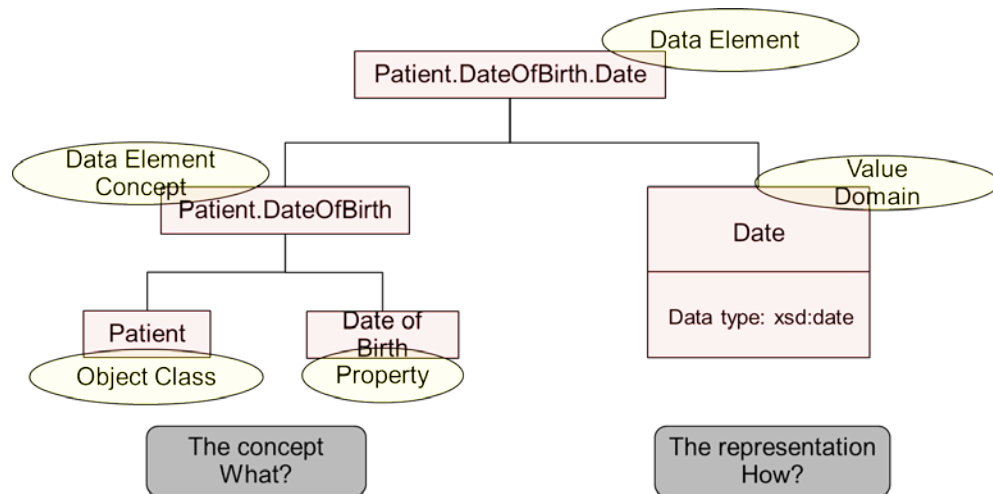 Data Element
Patient.DateOfBirth.Date
Data Element
Concept
Patient.DateOfBirth
Value
Domain
Date
Data type: xsd:date
Patient
Object Class
Date of
Birth
Property
The concept
What?
The representation
How?